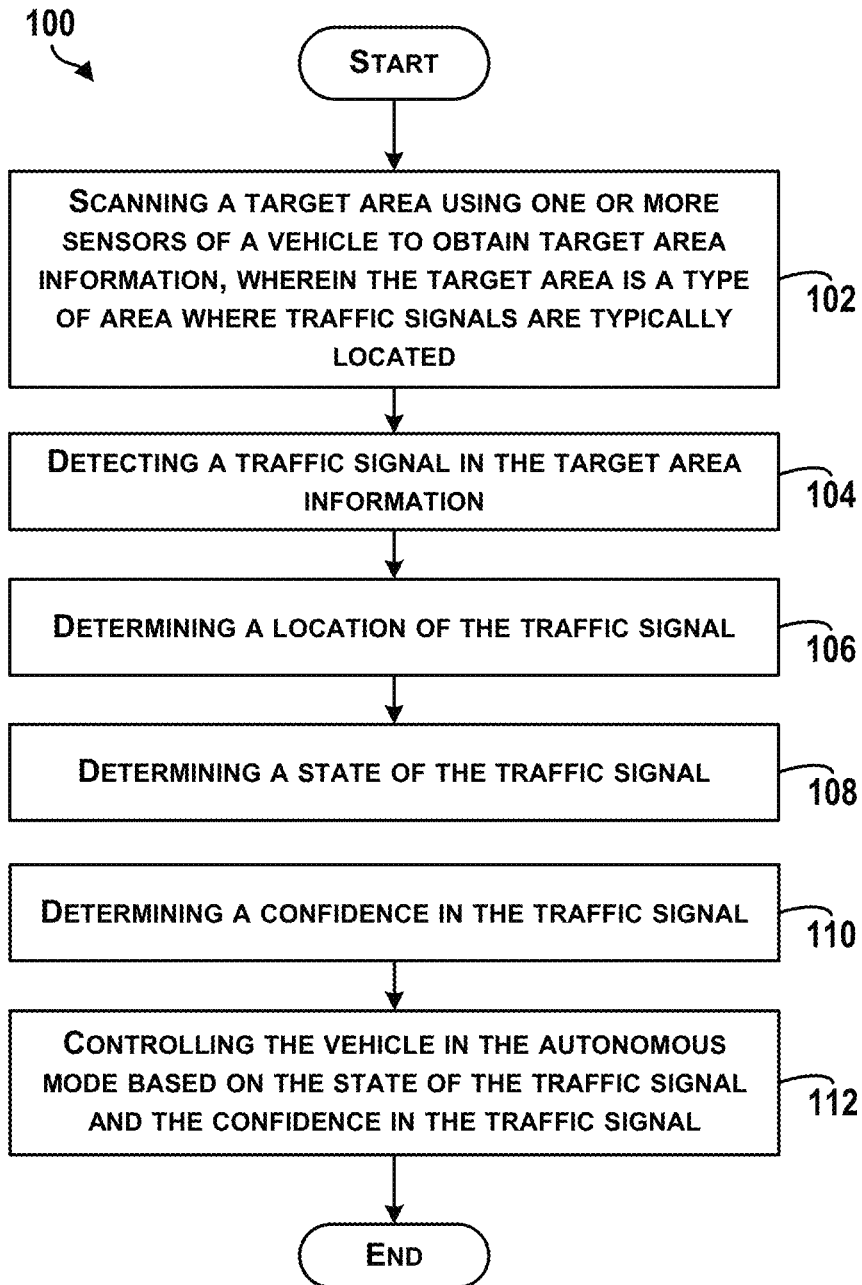 100
START
SCANNING A TARGET AREA USING ONE OR MORE
SENSORS OF A VEHICLE TO OBTAIN TARGET AREA
INFORMATION, WHEREIN THE TARGET AREA IS A TYPE
OF AREA WHERE TRAFFIC SIGNALS ARE TYPICALLY
LOCATED
102
DETECTING A TRAFFIC SIGNAL IN THE TARGET AREA
INFORMATION
104
DETERMINING A LOCATION OF THE TRAFFIC SIGNAL
106
DETERMINING A STATE OF THE TRAFFIC SIGNAL
108
DETERMINING A CONFIDENCE IN THE TRAFFIC SIGNAL
110
CONTROLLING THE VEHICLE IN THE AUTONOMOUS
MODE BASED ON THE STATE OF THE TRAFFIC SIGNAL
AND THE CONFIDENCE IN THE TRAFFIC SIGNAL
112
END